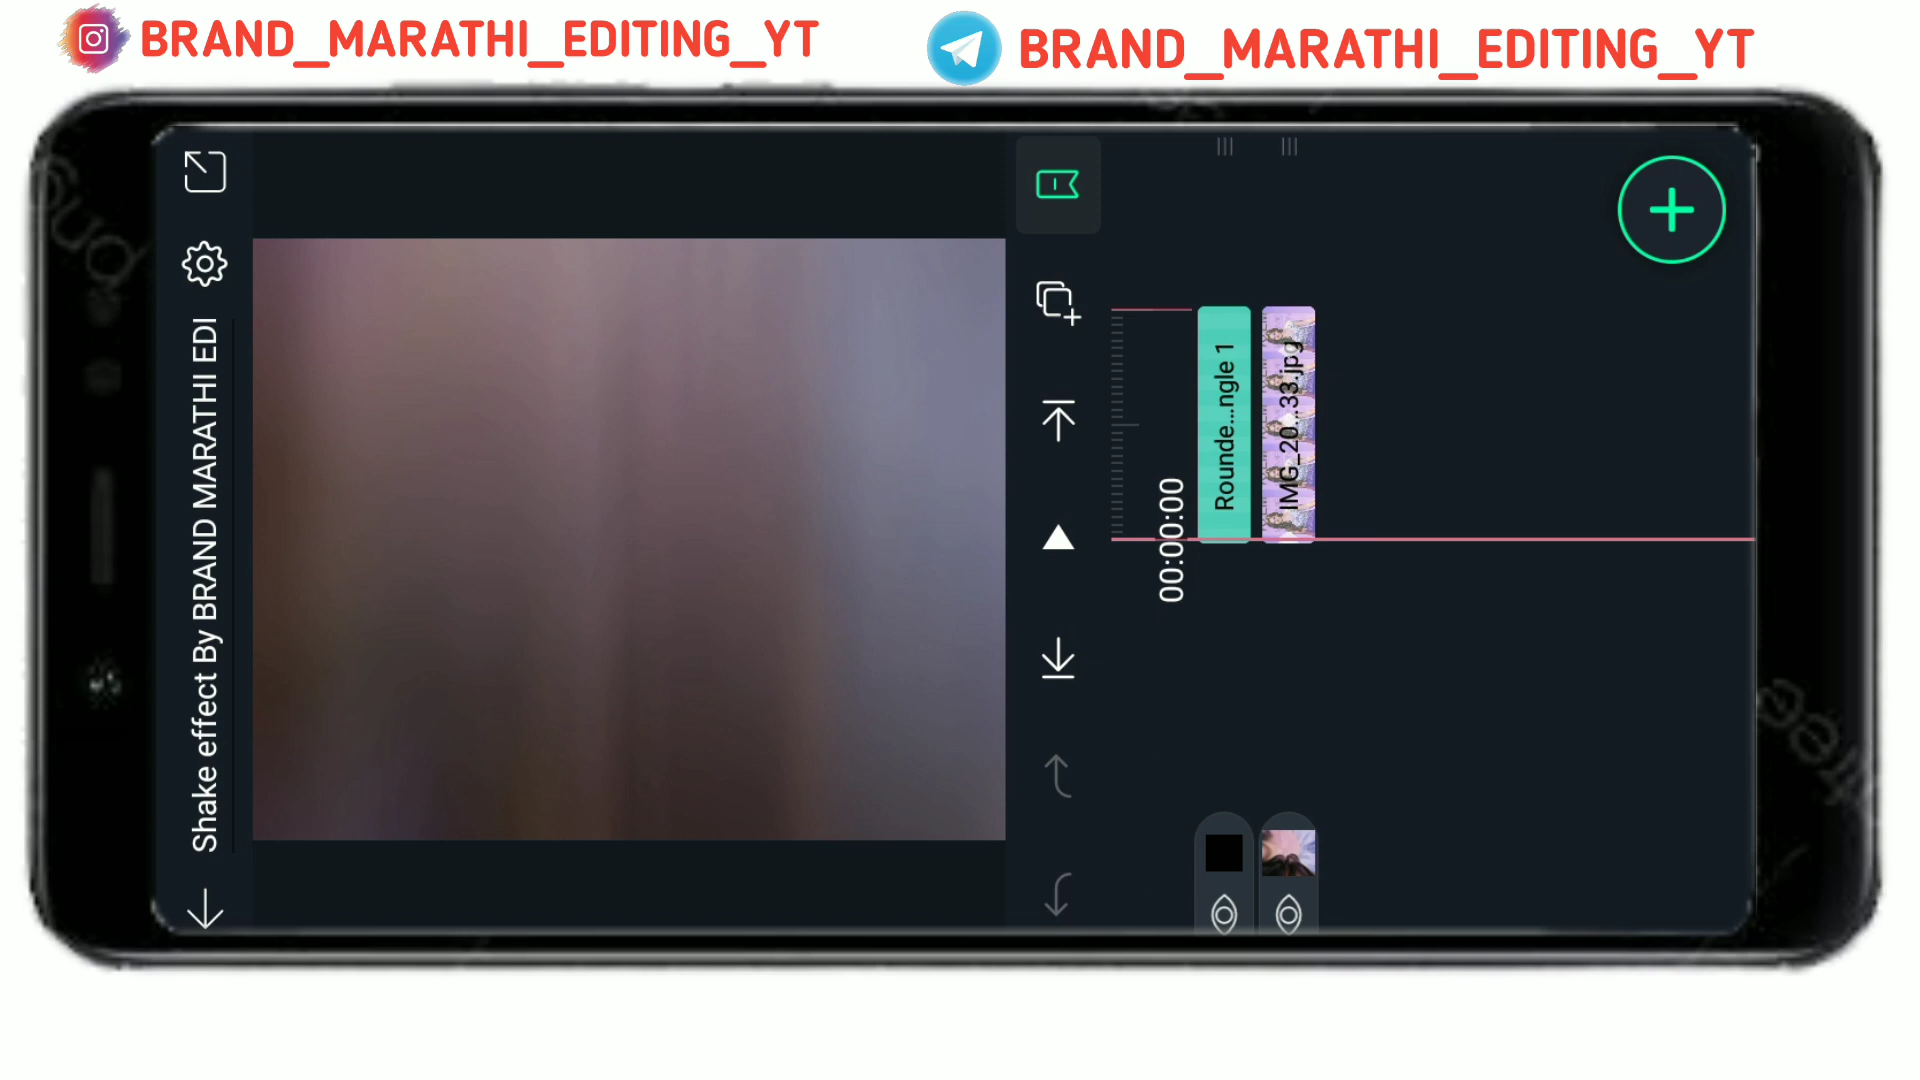 BRAND_MARATHI_EDITING_YT
BRAND_MARATHI_EDITING_YT
Shake effect By BRAND MARATHI EDI
00:00:00
Rounde...ngle 1
IMG_20...33.jpg